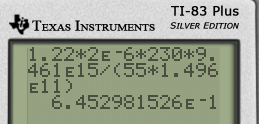 TI-83 Plus
TEXAS INSTRUMENTS SILVER EDITION
1.22*2ᴇ-6*230*9.
461ᴇ15/(55*1.496
ᴇ11)
6.452981526ᴇ-1